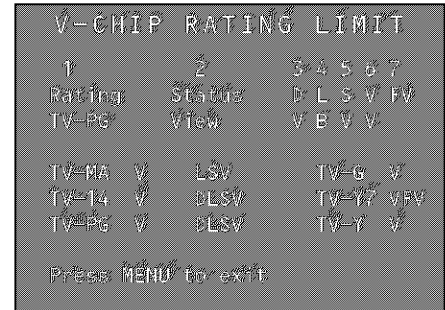 V-CHIP RATING LIMIT
1 2 3 4 5 6 7
Rating Status D L S V FV
TV-PG View V B V V
TV-MA V LSV TV-G V
TV-14 V DLSV TV-Y7 VFV
TV-PG V DLSV TV-Y V
Press MENU to exit